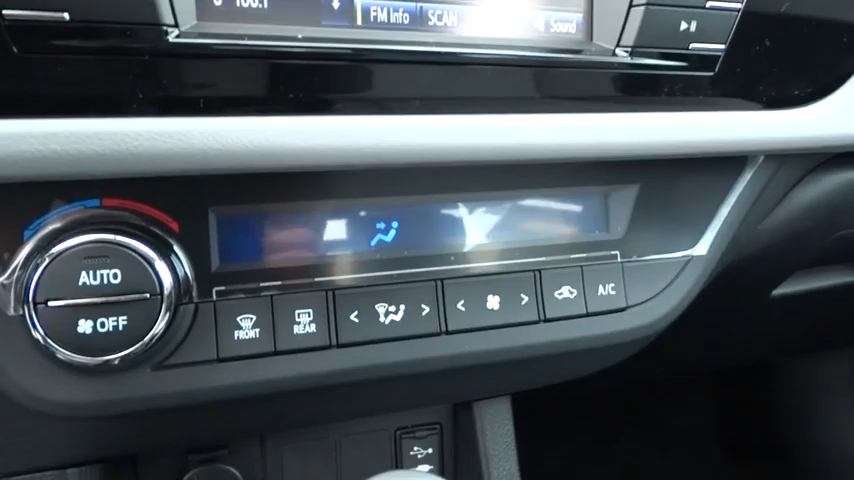 FM Info
SCAN
Sound
AUTO
OFF
FRONT
REAR
< >
< >
A/C